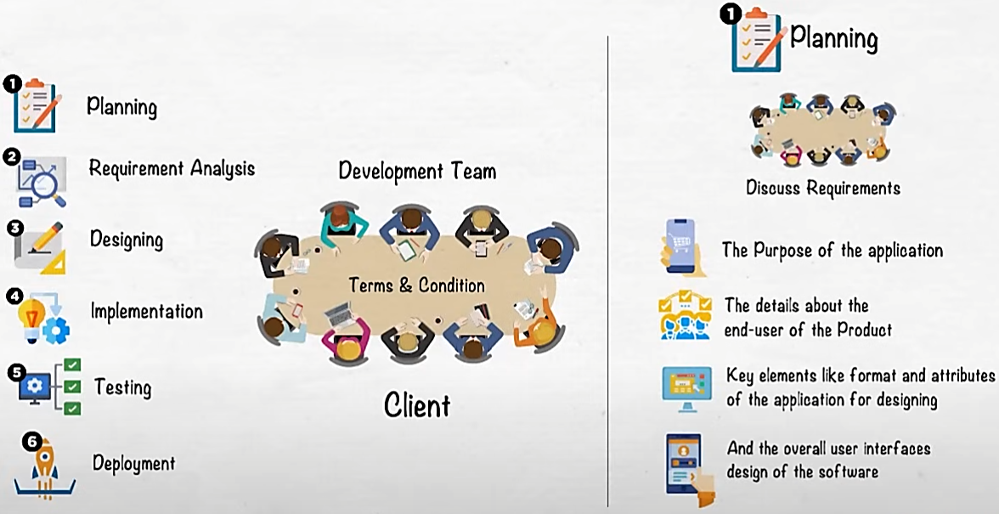 1
Planning
2
Requirement Analysis
3
Designing
4
Implementation
5
Testing
6
Deployment
Development Team
Terms & Condition
Client
1
Planning
Discuss Requirements
The Purpose of the application
The details about the
end-user of the Product
Key elements like format and attributes
of the application for designing
And the overall user interfaces
design of the software